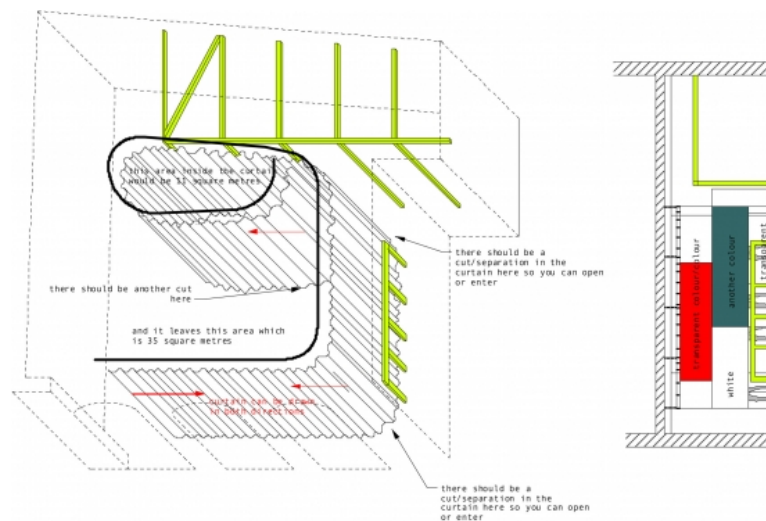 this area inside the curtain
would be 11 square metres
there should be a
cut/separation in the
curtain here so you can open
or enter
there should be another cut
here
and it leaves this area which
is 35 square metres
curtain can be drawn
in both directions
there should be a
cut/separation in the
curtain here so you can open
or enter
transparent colour/colour
another colour
transparent
white